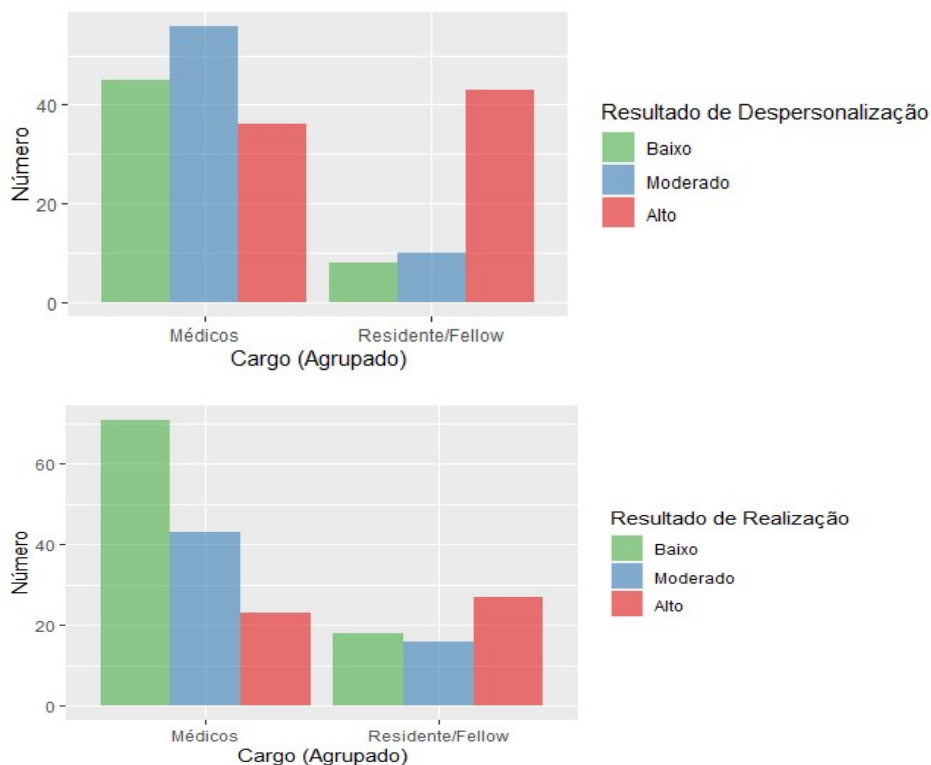 Número
40
20
0
Médicos Residente/Fellow
Cargo (Agrupado)
Resultado de Despersonalização
Baixo
Moderado
Alto
Número
60
40
20
0
Médicos Residente/Fellow
Cargo (Agrupado)
Resultado de Realização
Baixo
Moderado
Alto